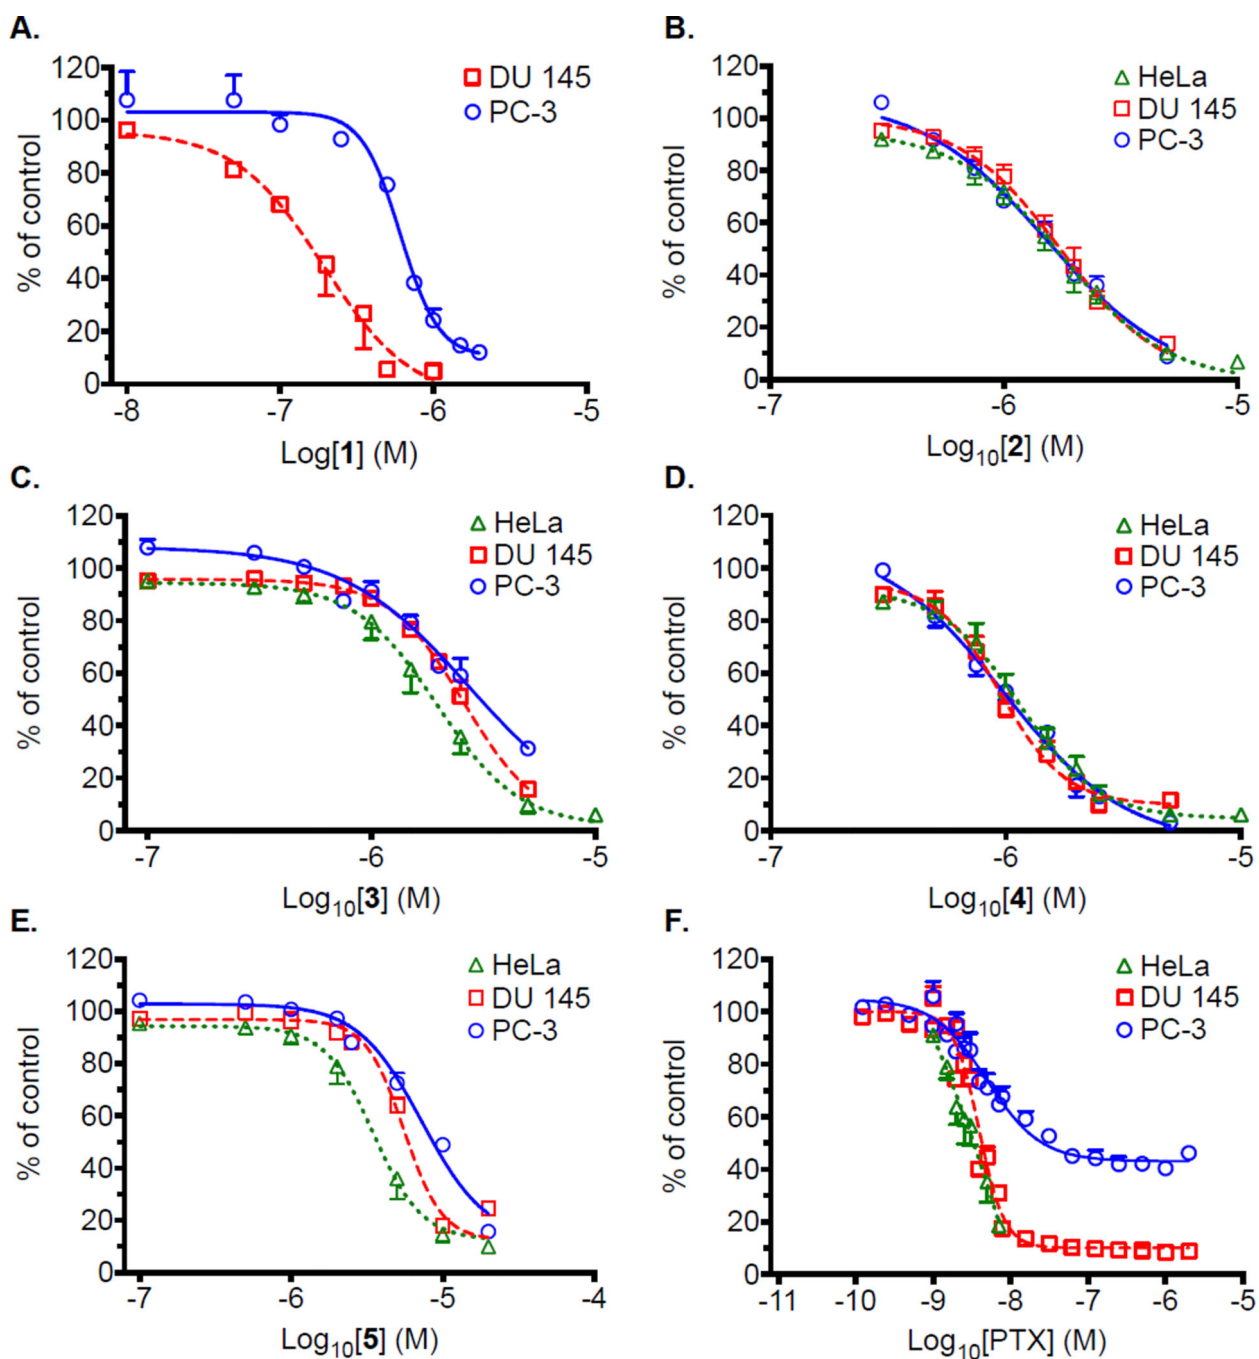 A.
120
100
80
60
40
20
0
% of control
DU 145
PC-3
-8 -7 -6 -5
Log[1] (M)
B.
120
100
80
60
40
20
0
% of control
HeLa
DU 145
PC-3
-7 -6 -5
Log10[2] (M)
C.
120
100
80
60
40
20
0
% of control
HeLa
DU 145
PC-3
-7 -6 -5
Log10[3] (M)
D.
120
100
80
60
40
20
0
% of control
HeLa
DU 145
PC-3
-7 -6 -5
Log10[4] (M)
E.
120
100
80
60
40
20
0
% of control
HeLa
DU 145
PC-3
-7 -6 -5 -4
Log10[5] (M)
F.
120
100
80
60
40
20
0
% of control
HeLa
DU 145
PC-3
-11 -10 -9 -8 -7 -6 -5
Log10[PTX] (M)